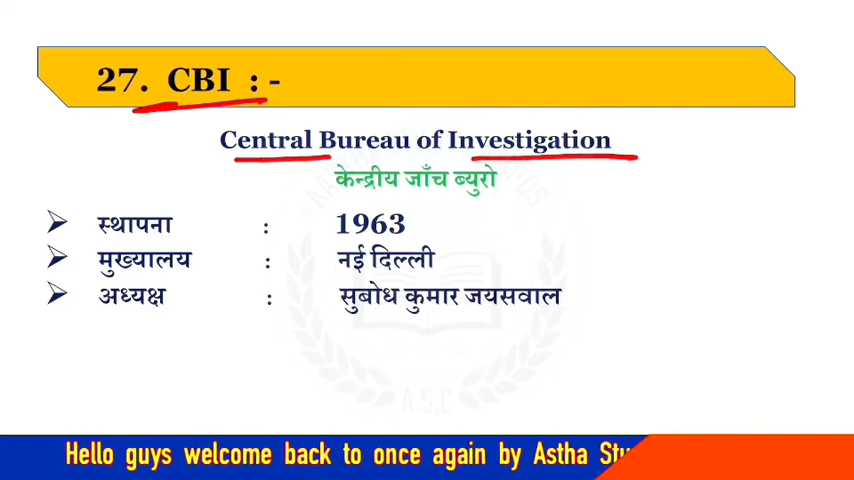 27. CBI : -
Central Bureau of Investigation
केन्द्रीय जाँच ब्युरो
स्थापना : 1963
मुख्यालय : नई दिल्ली
अध्यक्ष : सुबोध कुमार जयसवाल
A.S.C
Hello guys welcome back to once again by Astha